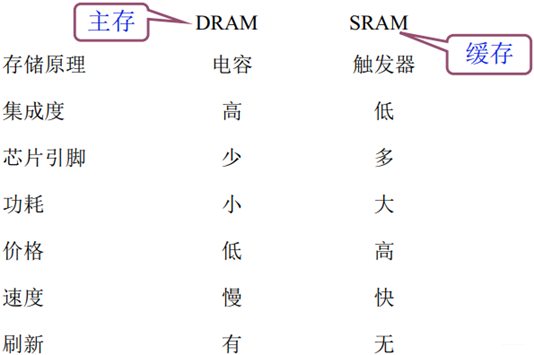 主存 DRAM SRAM
缓存
存储原理 电容 触发器
集成度 高 低
芯片引脚 少 多
功耗 小 大
价格 低 高
速度 慢 快
刷新 有 无